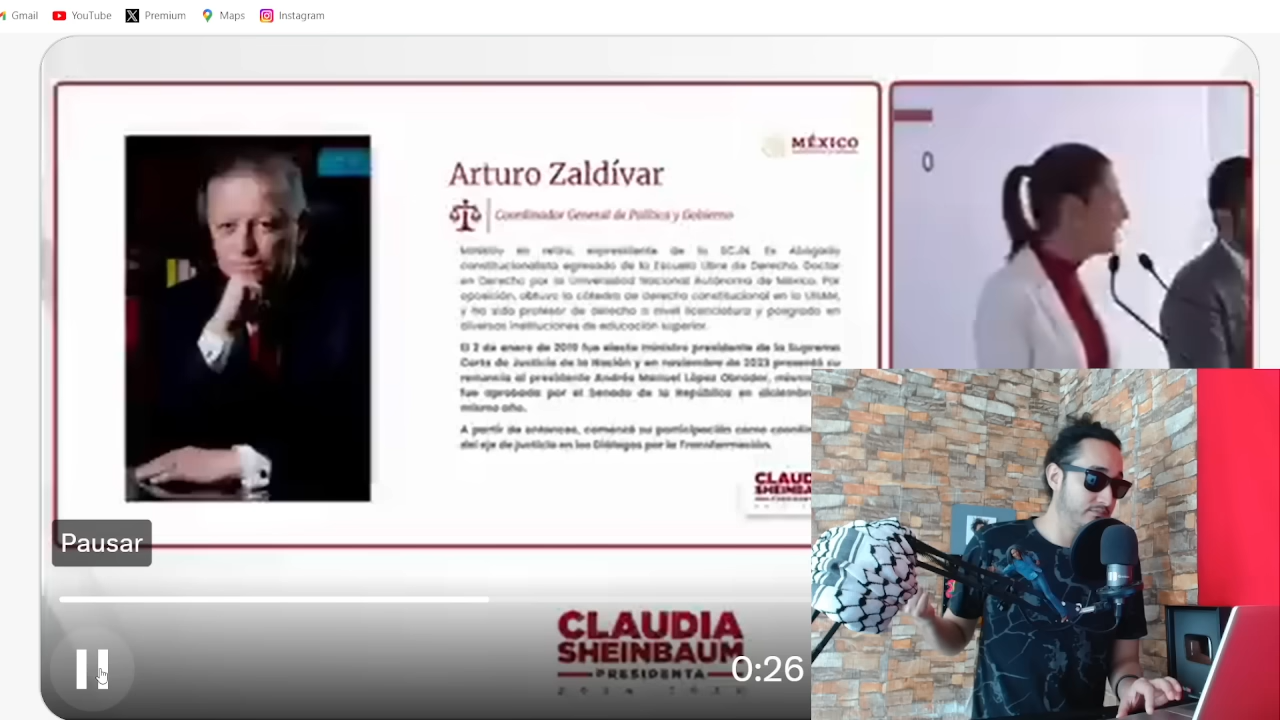 Gmail
YouTube
Premium
Maps
Instagram
MÉXICO
Arturo Zaldívar
Coordinador General de Política y Gobierno
Ministro en retiro, expresidente de la SCJN. Es Abogado
constitucionalista egresado de la Escuela Libre de Derecho. Doctor
en Derecho por la Universidad Nacional Autónoma de México. Por
oposición, obtuvo la cátedra de derecho constitucional en la UNAM,
y ha sido profesor de derecho a nivel licenciatura y posgrado en
diversas instituciones de educación superior.
El 2 de enero de 2019 fue electo ministro presidente de la Suprema
Corte de Justicia de la Nación y en noviembre de 2023 presentó su
renuncia al presidente Andrés Manuel López Obrador,
fue aprobada por el Senado de la República en
mismo año.
A partir de entonces, comenzó su participación como
del eje de justicia en los Diálogos por la Transformación.
Pausar
CLAUDIA
SHEINBAUM
PRESIDENTA
0:26